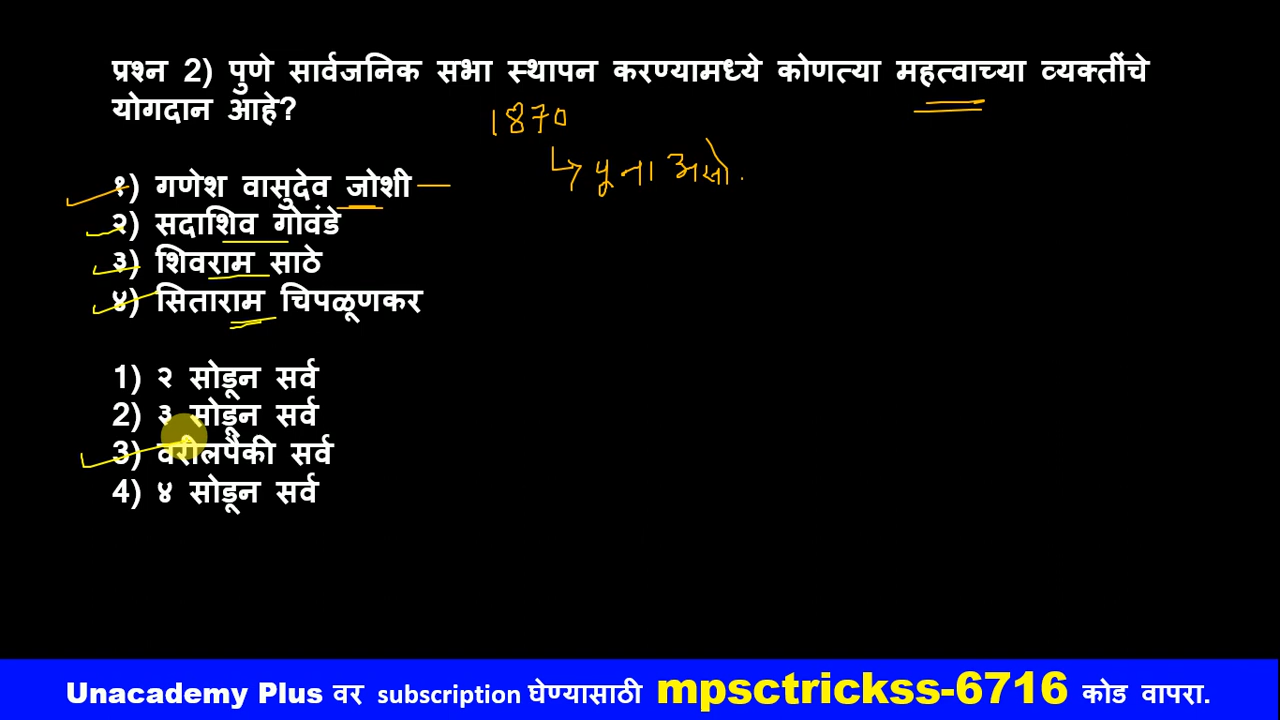 प्रश्न 2) पुणे सार्वजनिक सभा स्थापन करण्यामध्ये कोणत्या महत्वाच्या व्यक्तींचे
योगदान आहे?
1870
↳ पूना असो.
१) गणेश वासुदेव जोशी
२) सदाशिव गोवंडे
३) शिवराम साठे
४) सिताराम चिपळूणकर
1) २ सोडून सर्व
2) ३ सोडून सर्व
3) वरीलपैकी सर्व
4) ४ सोडून सर्व
Unacademy Plus वर subscription घेण्यासाठी mpsctrickss-6716 कोड वापरा.